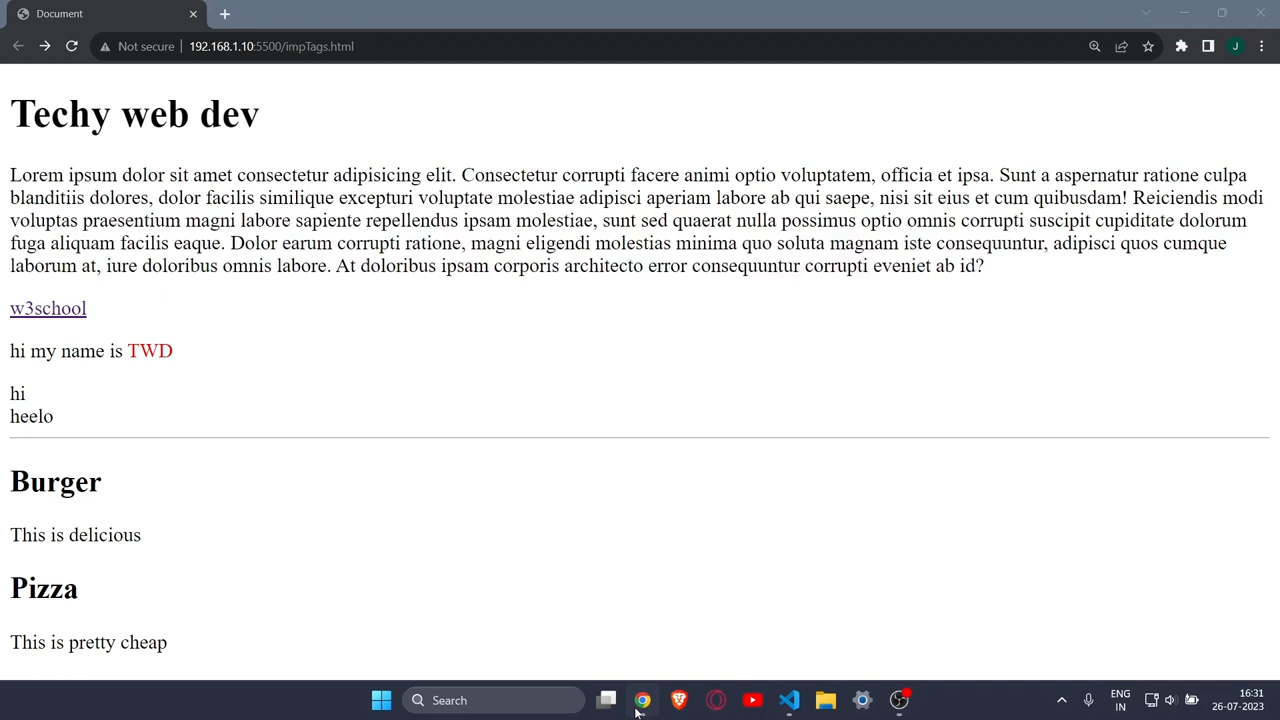 Document
Not secure
192.168.1.10:5500/impTags.html
J
Techy web dev
Lorem ipsum dolor sit amet consectetur adipisicing elit. Consectetur corrupti facere animi optio voluptatem, officia et ipsa. Sunt a aspernatur ratione culpa
blanditiis dolores, dolor facilis similique excepturi voluptate molestiae adipisci aperiam labore ab qui saepe, nisi sit eius et cum quibusdam! Reiciendis modi
voluptas praesentium magni labore sapiente repellendus ipsam molestiae, sunt sed quaerat nulla possimus optio omnis corrupti suscipit cupiditate dolorum
fuga aliquam facilis eaque. Dolor earum corrupti ratione, magni eligendi molestias minima quo soluta magnam iste consequuntur, adipisci quos cumque
laborum at, iure doloribus omnis labore. At doloribus ipsam corporis architecto error consequuntur corrupti eveniet ab id?
w3school
hi my name is TWD
hi
heelo
Burger
This is delicious
Pizza
This is pretty cheap
Search
ENG
IN
16:31
26-07-2023